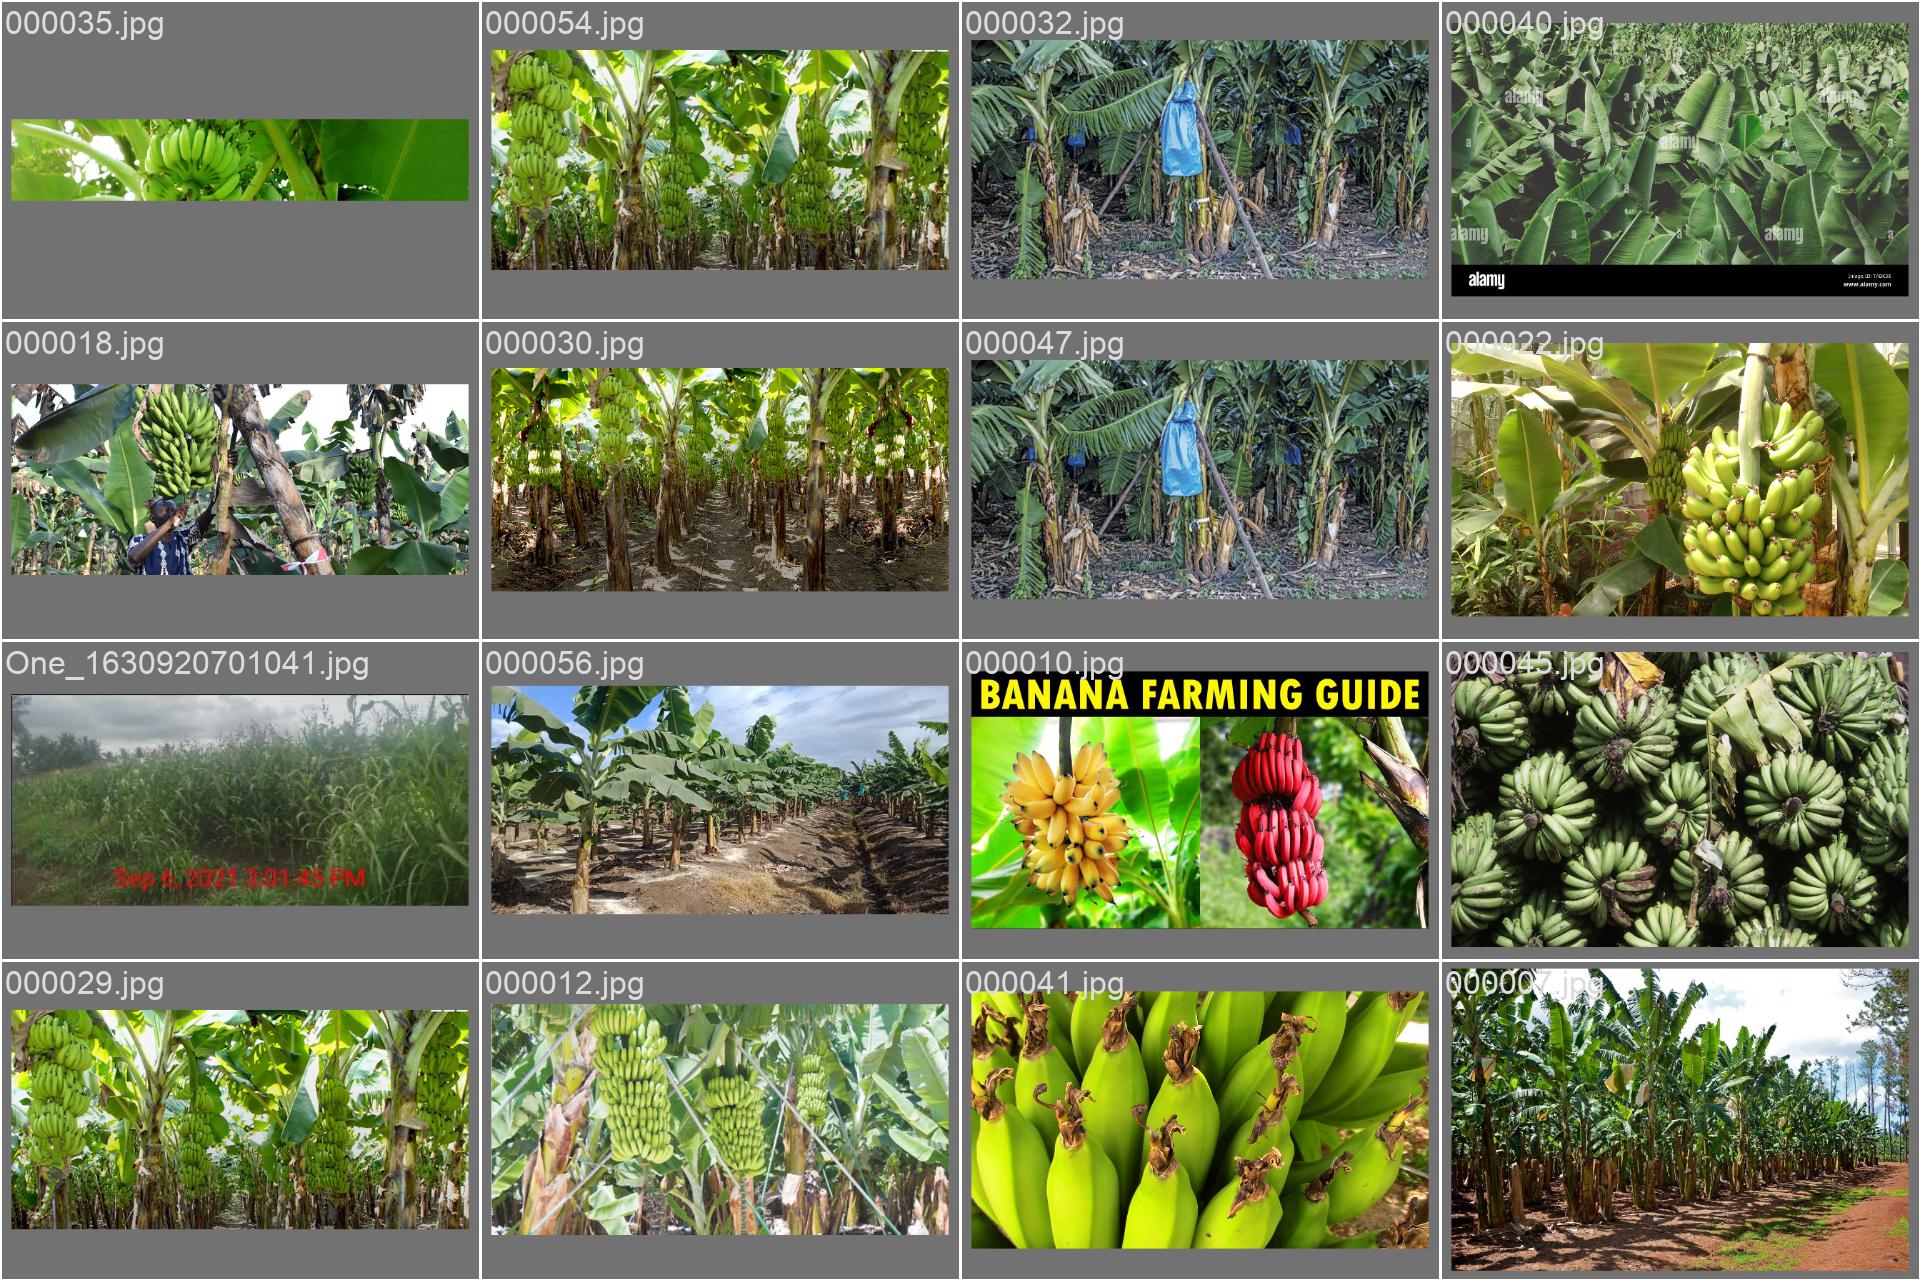 000035.jpg
000054.jpg
000032.jpg
000040.jpg
alamy
alamy
alamy
alamy
alamy
alamy
www.alamy.com
000018.jpg
000030.jpg
000047.jpg
000022.jpg
One_1630920701041.jpg
Sep 6, 2021 3:01:45 PM
000056.jpg
000010.jpg
BANANA FARMING GUIDE
000045.jpg
000029.jpg
000012.jpg
000041.jpg
000007.jpg